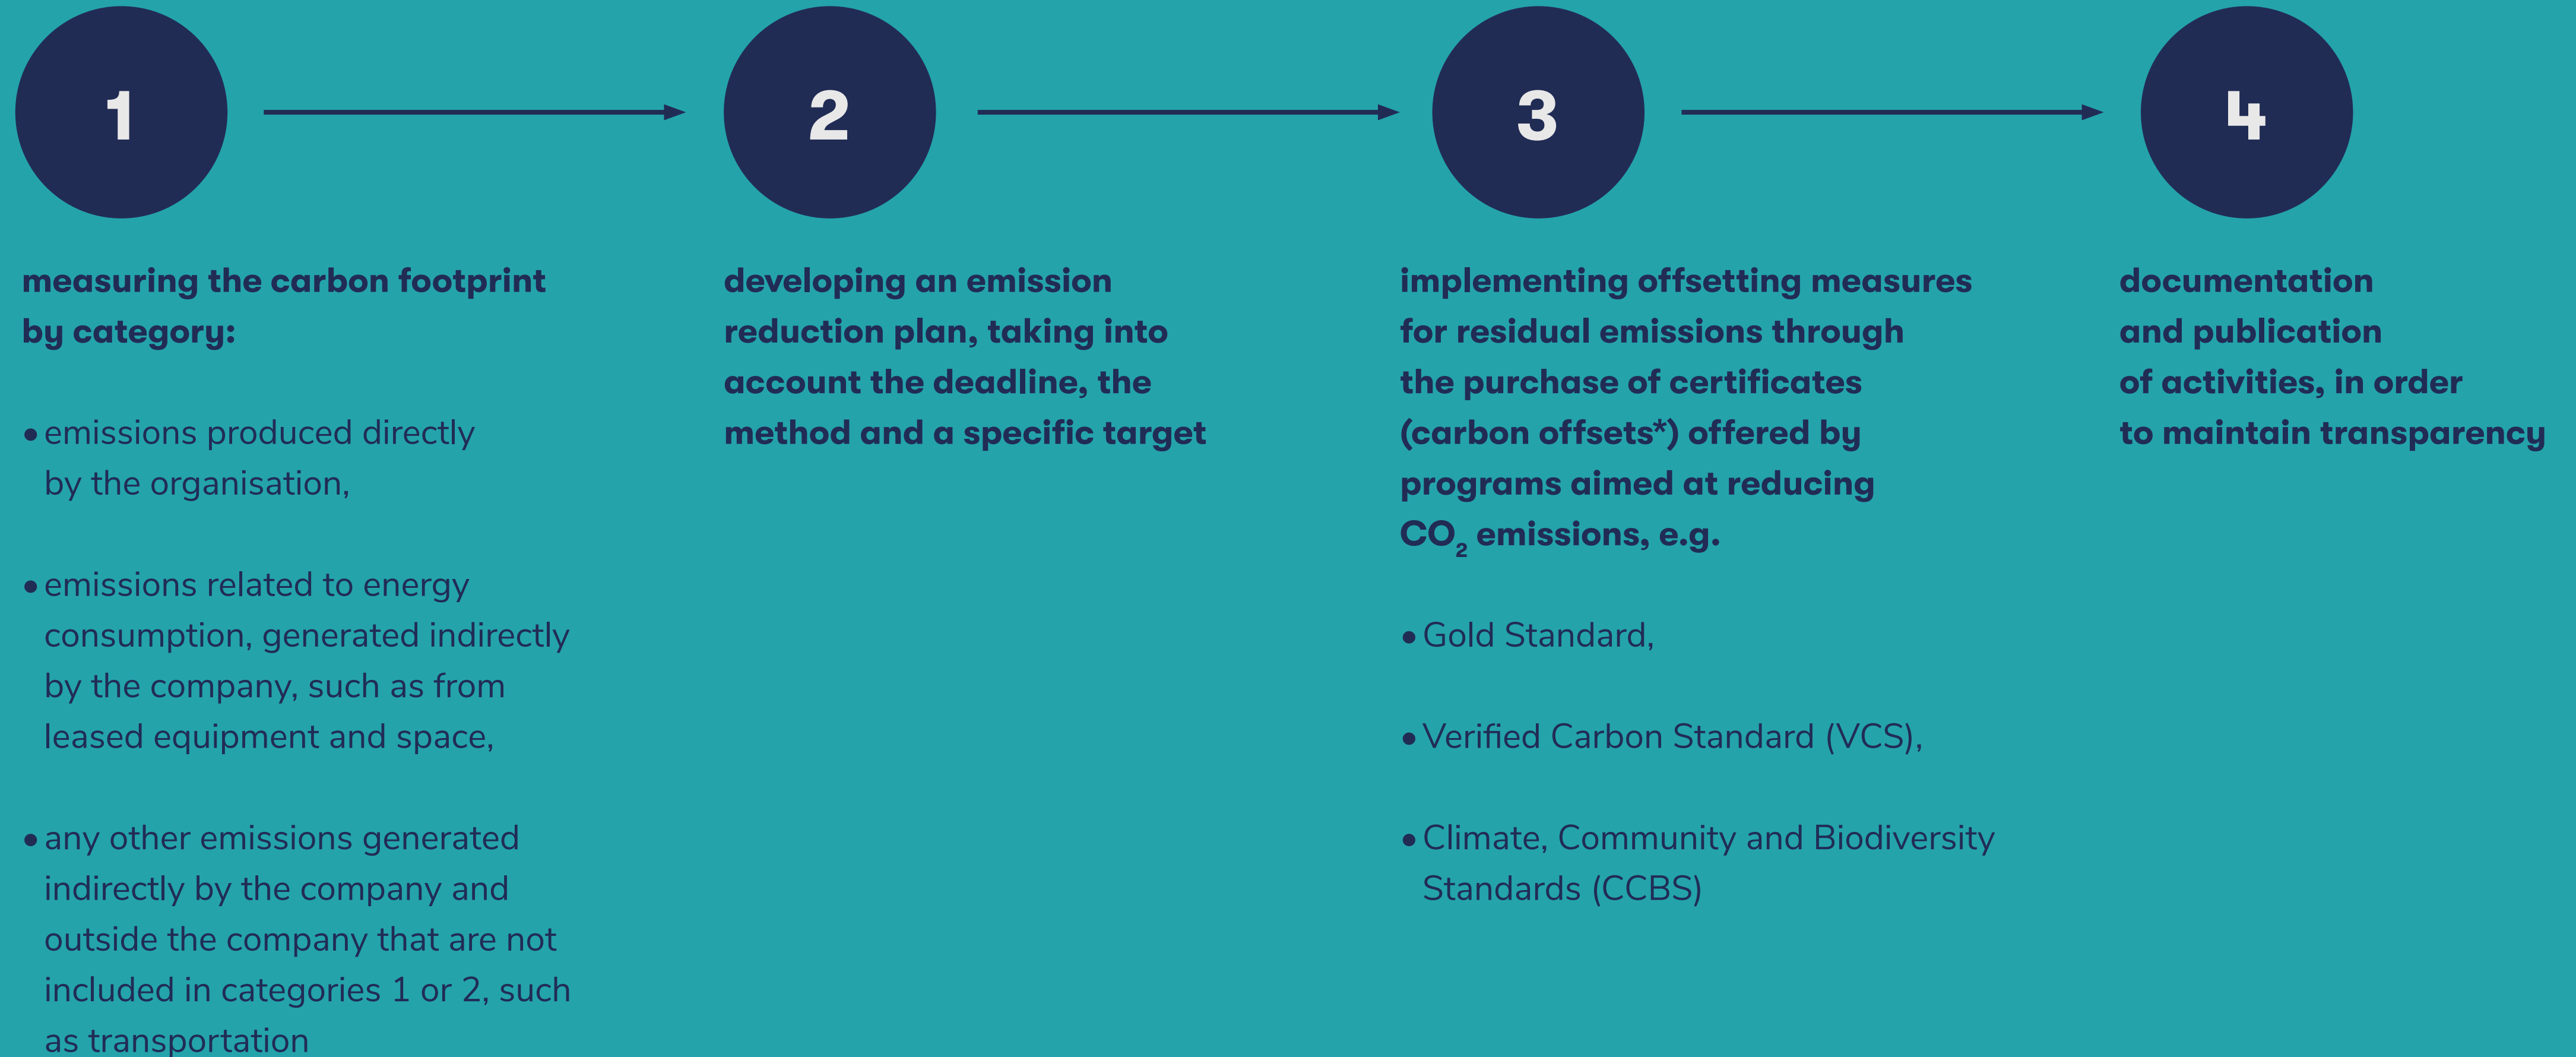 1
measuring the carbon footprint
by category:
• emissions produced directly
by the organisation,
• emissions related to energy
consumption, generated indirectly
by the company, such as from
leased equipment and space,
• any other emissions generated
indirectly by the company and
outside the company that are not
included in categories 1 or 2, such
as transportation
2
developing an emission
reduction plan, taking into
account the deadline, the
method and a specific target
3
implementing offsetting measures
for residual emissions through
the purchase of certificates
(carbon offsets*) offered by
programs aimed at reducing
CO₂ emissions, e.g.
• Gold Standard,
• Verified Carbon Standard (VCS),
• Climate, Community and Biodiversity
Standards (CCBS)
4
documentation
and publication
of activities, in order
to maintain transparency